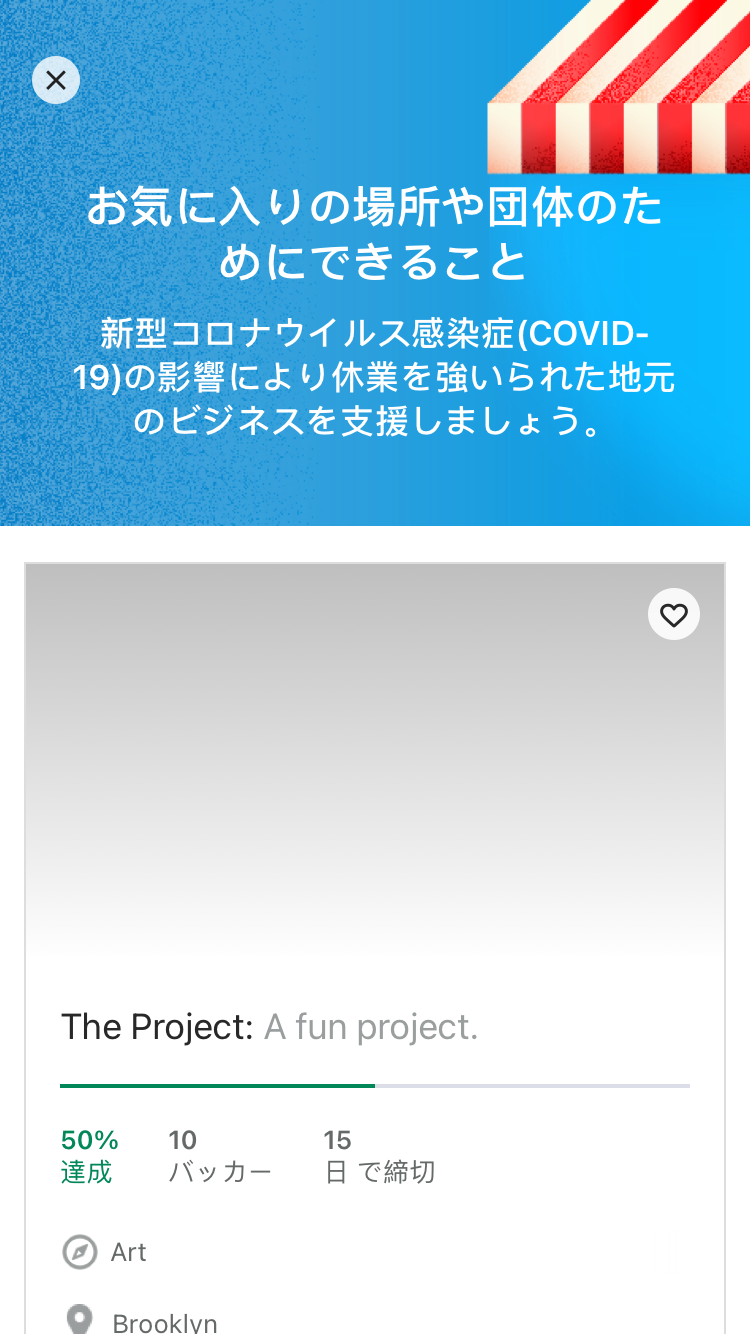 お気に入りの場所や団体のた
めにできること
新型コロナウイルス感染症(COVID-
19)の影響により休業を強いられた地元
のビジネスを支援しましょう。
The Project: A fun project.
50% 10 15
達成 バッカー 日 で締切
Art
Brooklyn